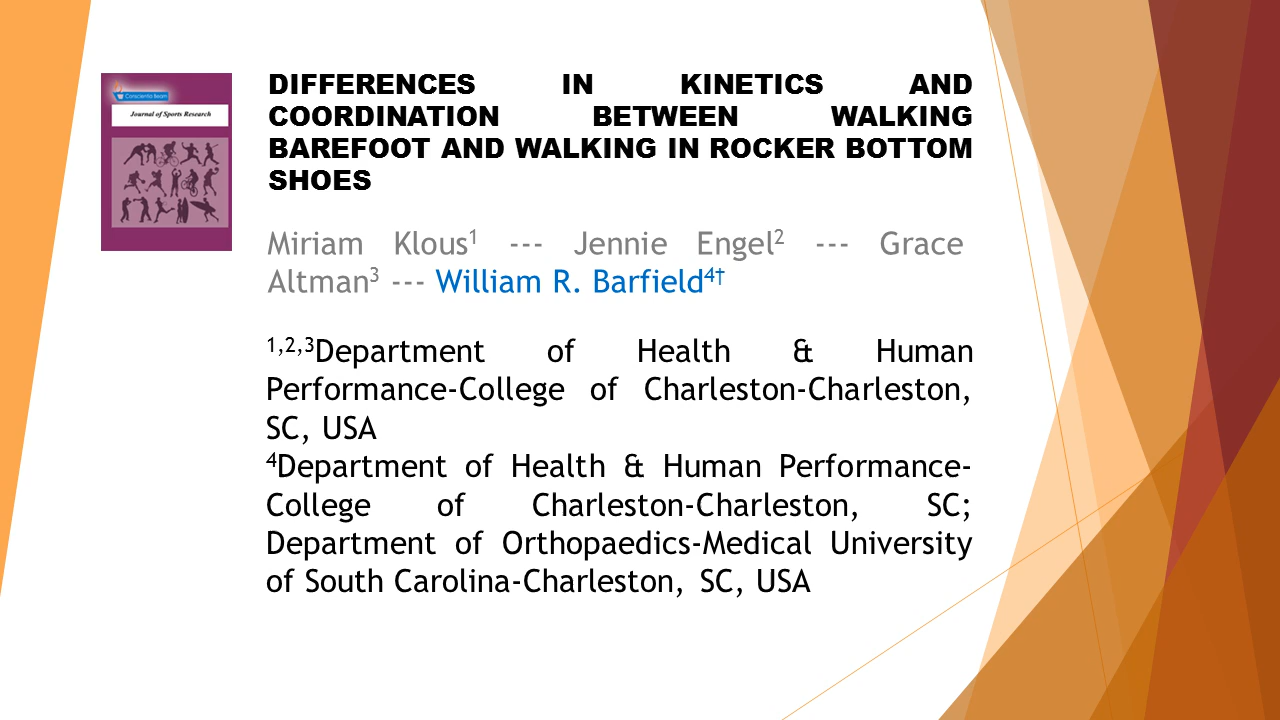 Conscientia Beam
Journal of Sports Research
DIFFERENCES IN KINETICS AND
COORDINATION BETWEEN WALKING
BAREFOOT AND WALKING IN ROCKER BOTTOM
SHOES
Miriam Klous¹ --- Jennie Engel² --- Grace
Altman³ --- William R. Barfield⁴†
¹,²,³Department of Health & Human
Performance-College of Charleston-Charleston,
SC, USA
⁴Department of Health & Human Performance-
College of Charleston-Charleston, SC;
Department of Orthopaedics-Medical University
of South Carolina-Charleston, SC, USA